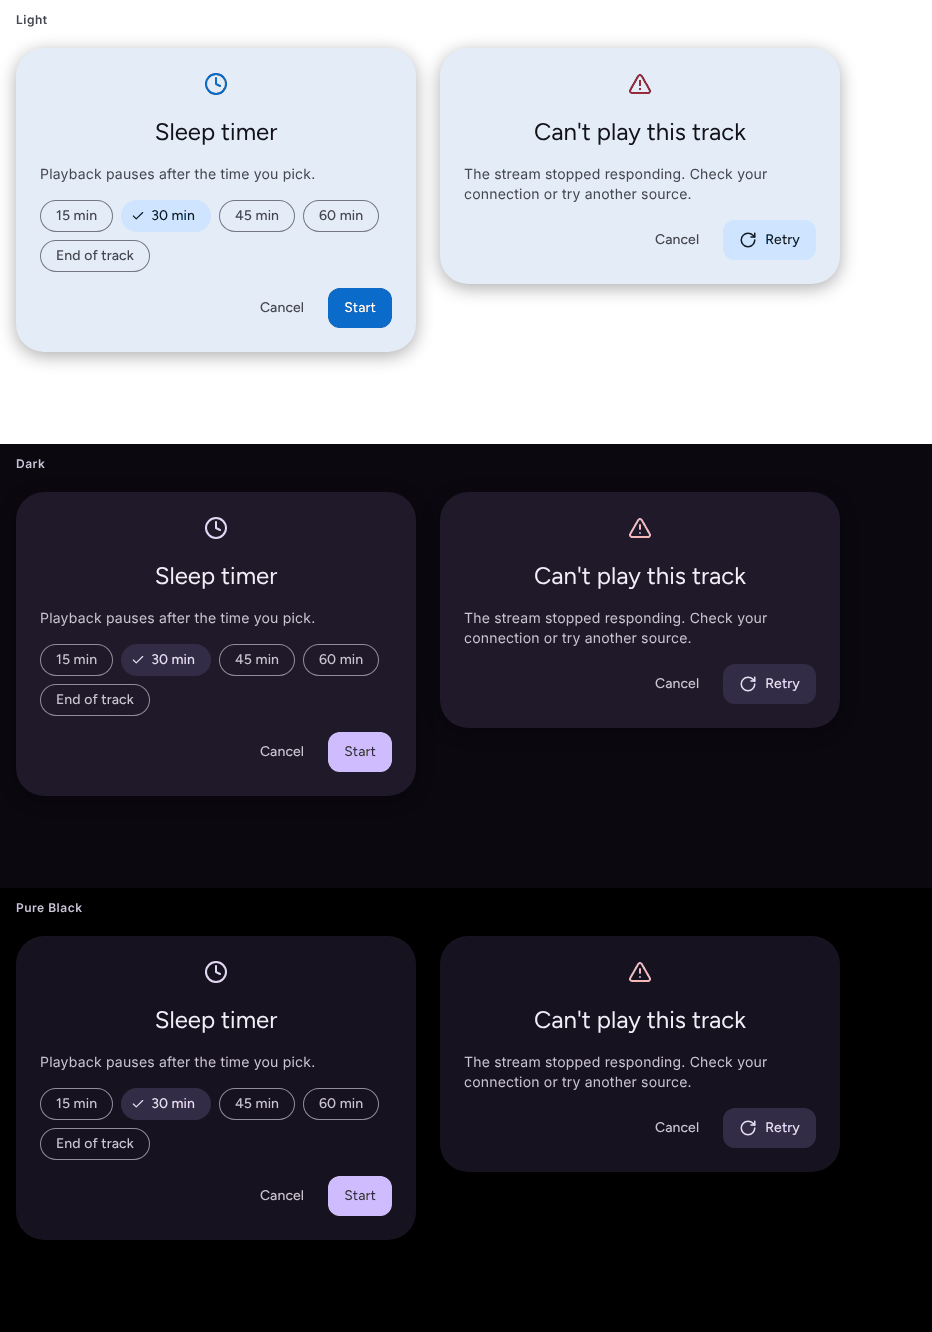 Light
Sleep timer
Playback pauses after the time you pick.
15 min
30 min
45 min
60 min
End of track
Cancel
Start
Can't play this track
The stream stopped responding. Check your
connection or try another source.
Cancel
Retry
Dark
Sleep timer
Playback pauses after the time you pick.
15 min
30 min
45 min
60 min
End of track
Cancel
Start
Can't play this track
The stream stopped responding. Check your
connection or try another source.
Cancel
Retry
Pure Black
Sleep timer
Playback pauses after the time you pick.
15 min
30 min
45 min
60 min
End of track
Cancel
Start
Can't play this track
The stream stopped responding. Check your
connection or try another source.
Cancel
Retry